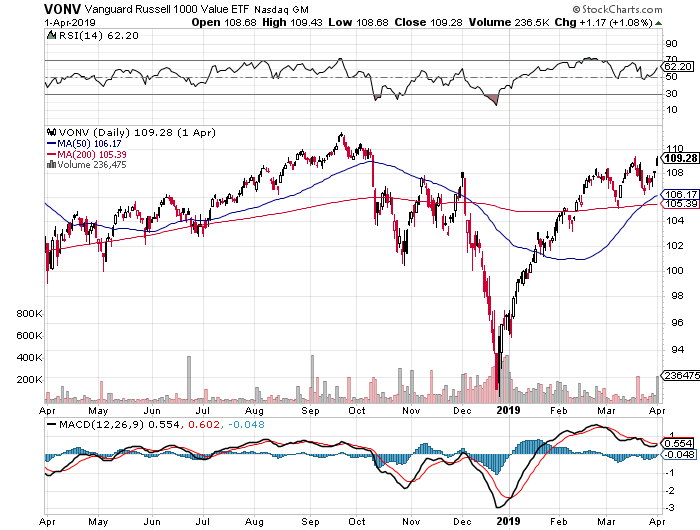 VONV Vanguard Russell 1000 Value ETF Nasdaq GM
© StockCharts.com
1-Apr-2019
Open 108.68 High 109.43 Low 108.68 Close 109.28 Volume 236.5K Chg +1.17 (+1.08%)
RSI(14) 62.20
90
70
62.20
50
30
10
VONV (Daily) 109.28 (1 Apr)
MA(50) 106.17
MA(200) 105.39
Volume 236,475
110
109.28
108
106.17
105.39
104
102
100
98
96
94
800K
600K
400K
200K
236475
Apr May Jun Jul Aug Sep Oct Nov Dec 2019 Feb Mar Apr
MACD(12,26,9) 0.554, 0.602, -0.048
1
0.554
-0.048
-1
-2
-3
Apr May Jun Jul Aug Sep Oct Nov Dec 2019 Feb Mar Apr